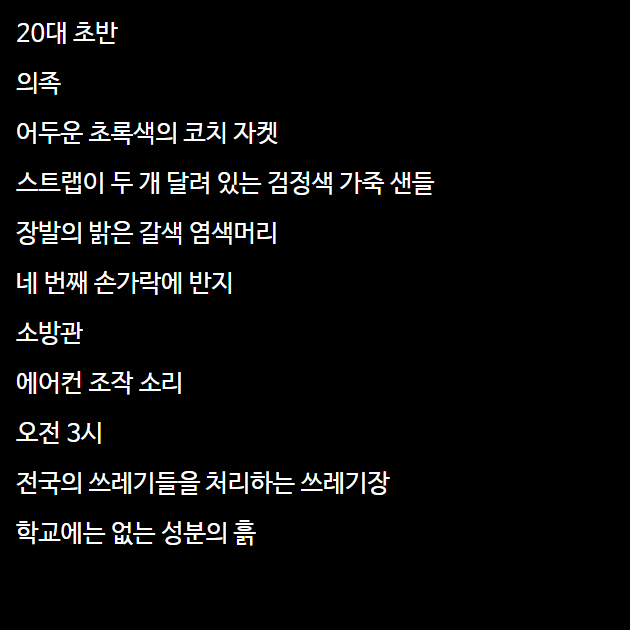 20대 초반
의족
어두운 초록색의 코치 자켓
스트랩이 두 개 달려 있는 검정색 가죽 샌들
장발의 밝은 갈색 염색머리
네 번째 손가락에 반지
소방관
에어컨 조작 소리
오전 3시
전국의 쓰레기들을 처리하는 쓰레기장
학교에는 없는 성분의 흙